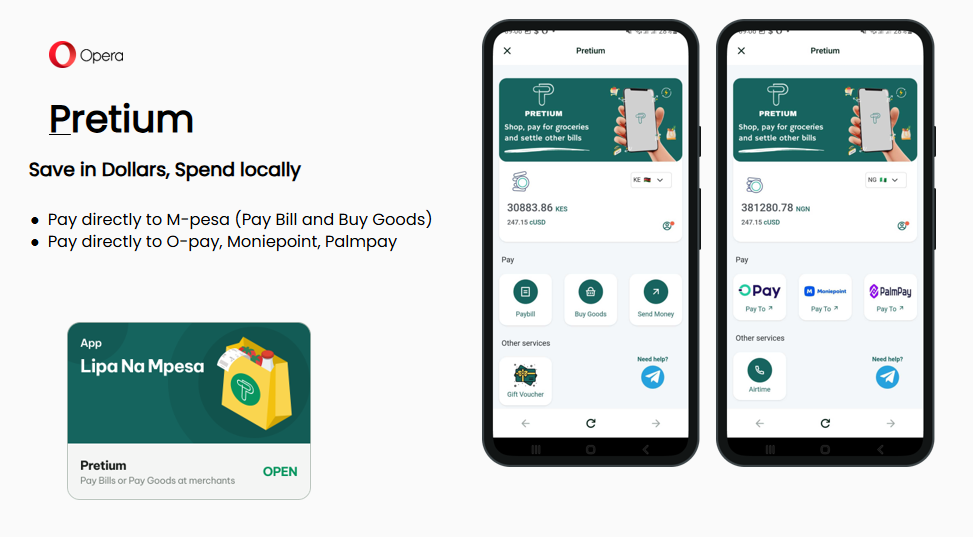 Opera
Pretium
Save in Dollars, Spend locally
● Pay directly to M-pesa (Pay Bill and Buy Goods)
● Pay directly to O-pay, Moniepoint, Palmpay
App
Lipa Na Mpesa
Pretium
Pay Bills or Pay Goods at merchants
OPEN
Pretium
PRETIUM
Shop, pay for groceries
and settle other bills
KE
30883.86 KES
247.15 cUSD
Pay
Paybill
Buy Goods
Send Money
Other services
Gift Voucher
Need help?
Pretium
PRETIUM
Shop, pay for groceries
and settle other bills
NG
381280.78 NGN
247.15 cUSD
Pay
OPay
Pay To
Moniepoint
Pay To
PalmPay
Pay To
Other services
Airtime
Need help?